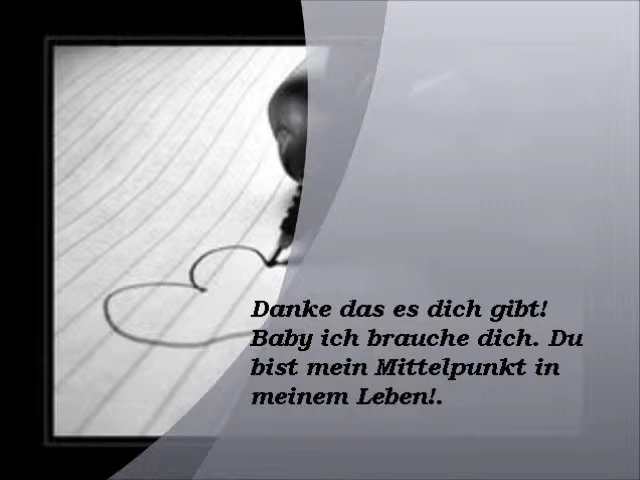 Danke das es dich gibt!
Baby ich brauche dich. Du
bist mein Mittelpunkt in
meinem Leben!.